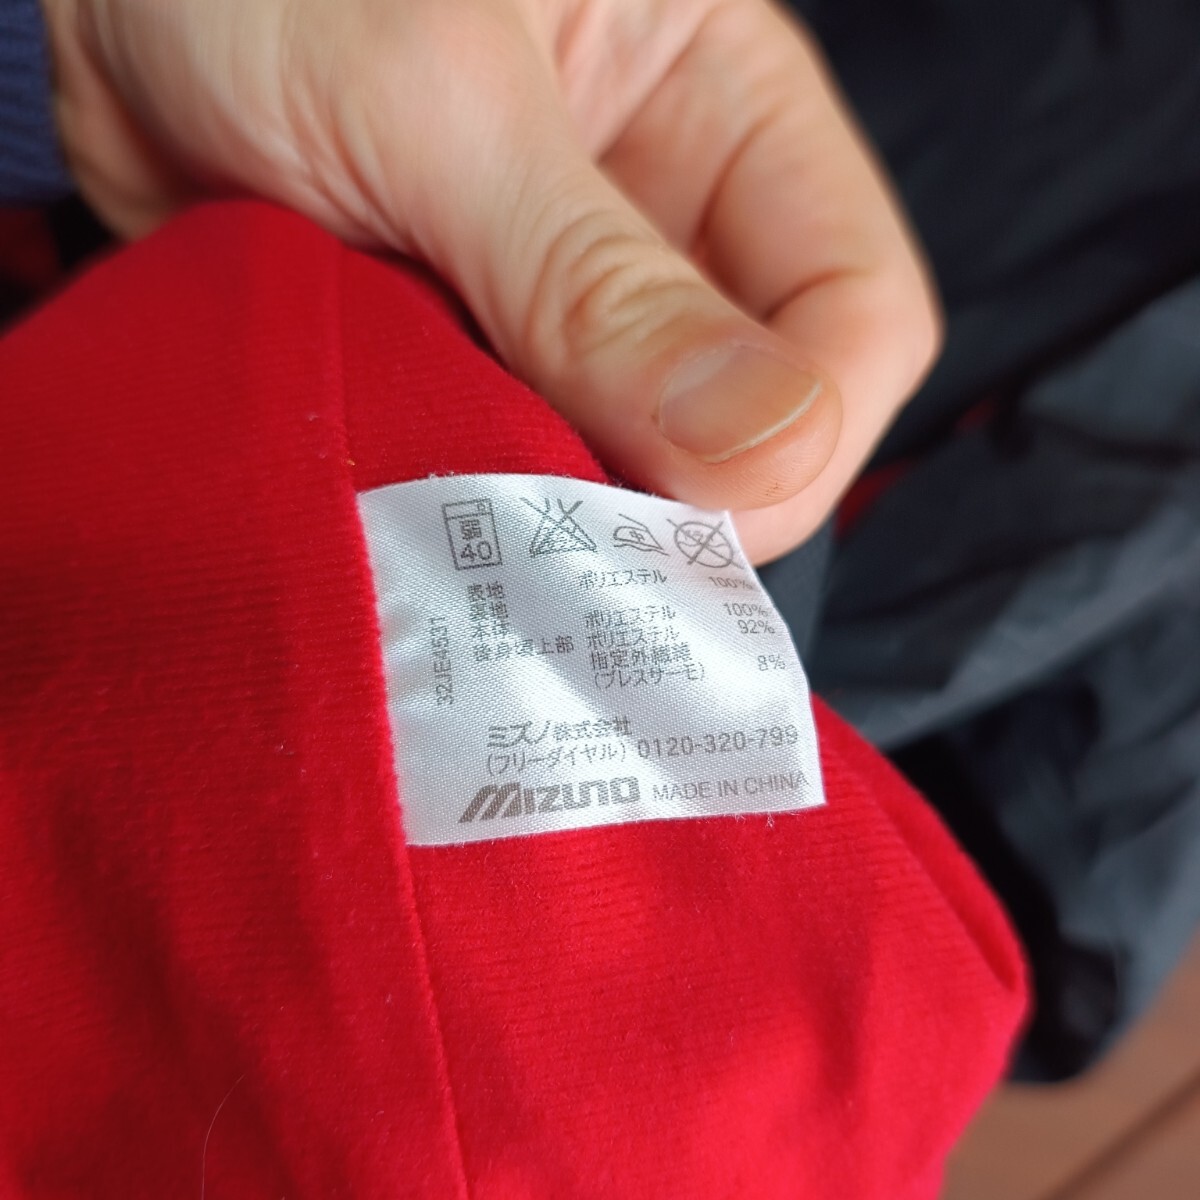 弱
40
表地 ポリエステル 100%
裏地
本体 ポリエステル 100%
後身頃上部 ポリエステル 92%
指定外繊維
(ブレスサーモ) 8%
32JE4531
ミズノ株式会社
(フリーダイヤル) 0120-320-799
MIZUNO MADE IN CHINA